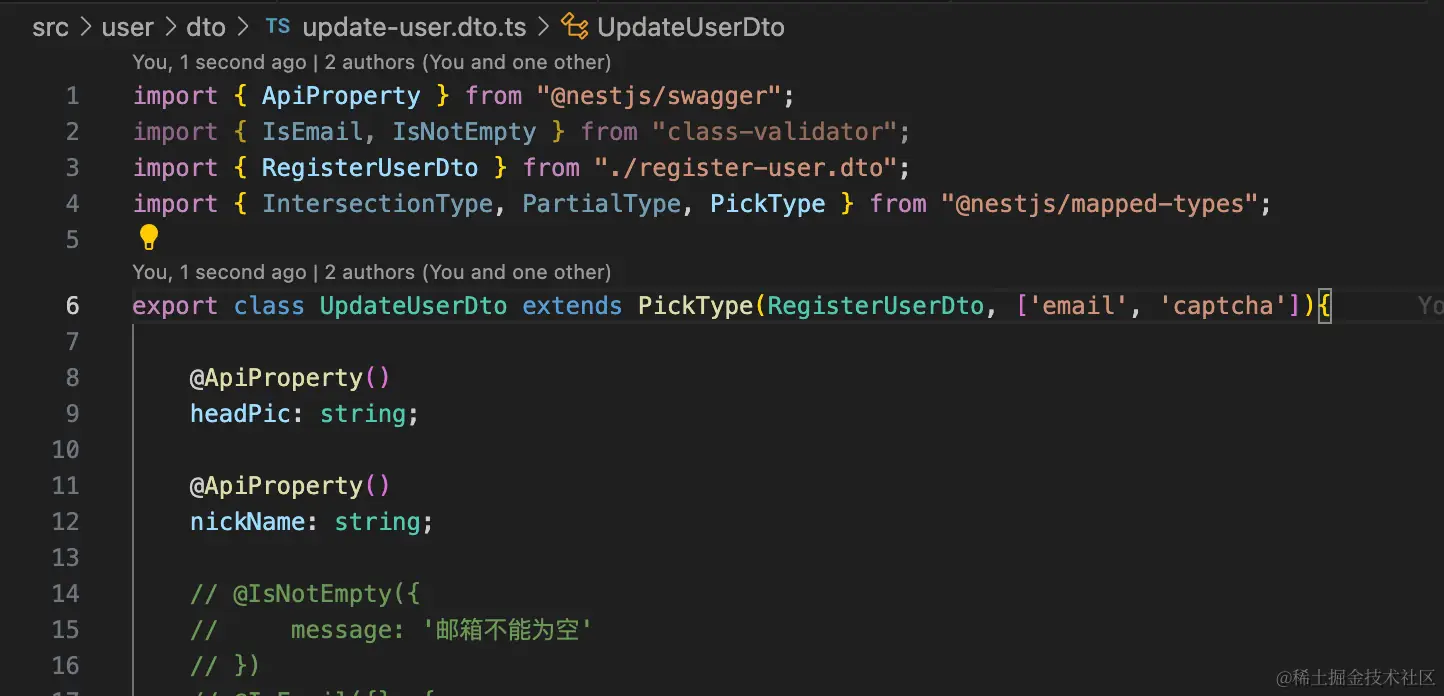 src > user > dto > TS update-user.dto.ts > UpdateUserDto
You, 1 second ago | 2 authors (You and one other)
1 import { ApiProperty } from "@nestjs/swagger";
2 import { IsEmail, IsNotEmpty } from "class-validator";
3 import { RegisterUserDto } from "./register-user.dto";
4 import { IntersectionType, PartialType, PickType } from "@nestjs/mapped-types";
5
You, 1 second ago | 2 authors (You and one other)
6 export class UpdateUserDto extends PickType(RegisterUserDto, ['email', 'captcha']){ Yo
7
8 @ApiProperty()
9 headPic: string;
10
11 @ApiProperty()
12 nickName: string;
13
14 // @IsNotEmpty({
15 // message: '邮箱不能为空'
16 // })
17 // @IsEmail({}, {
@稀土掘金技术社区